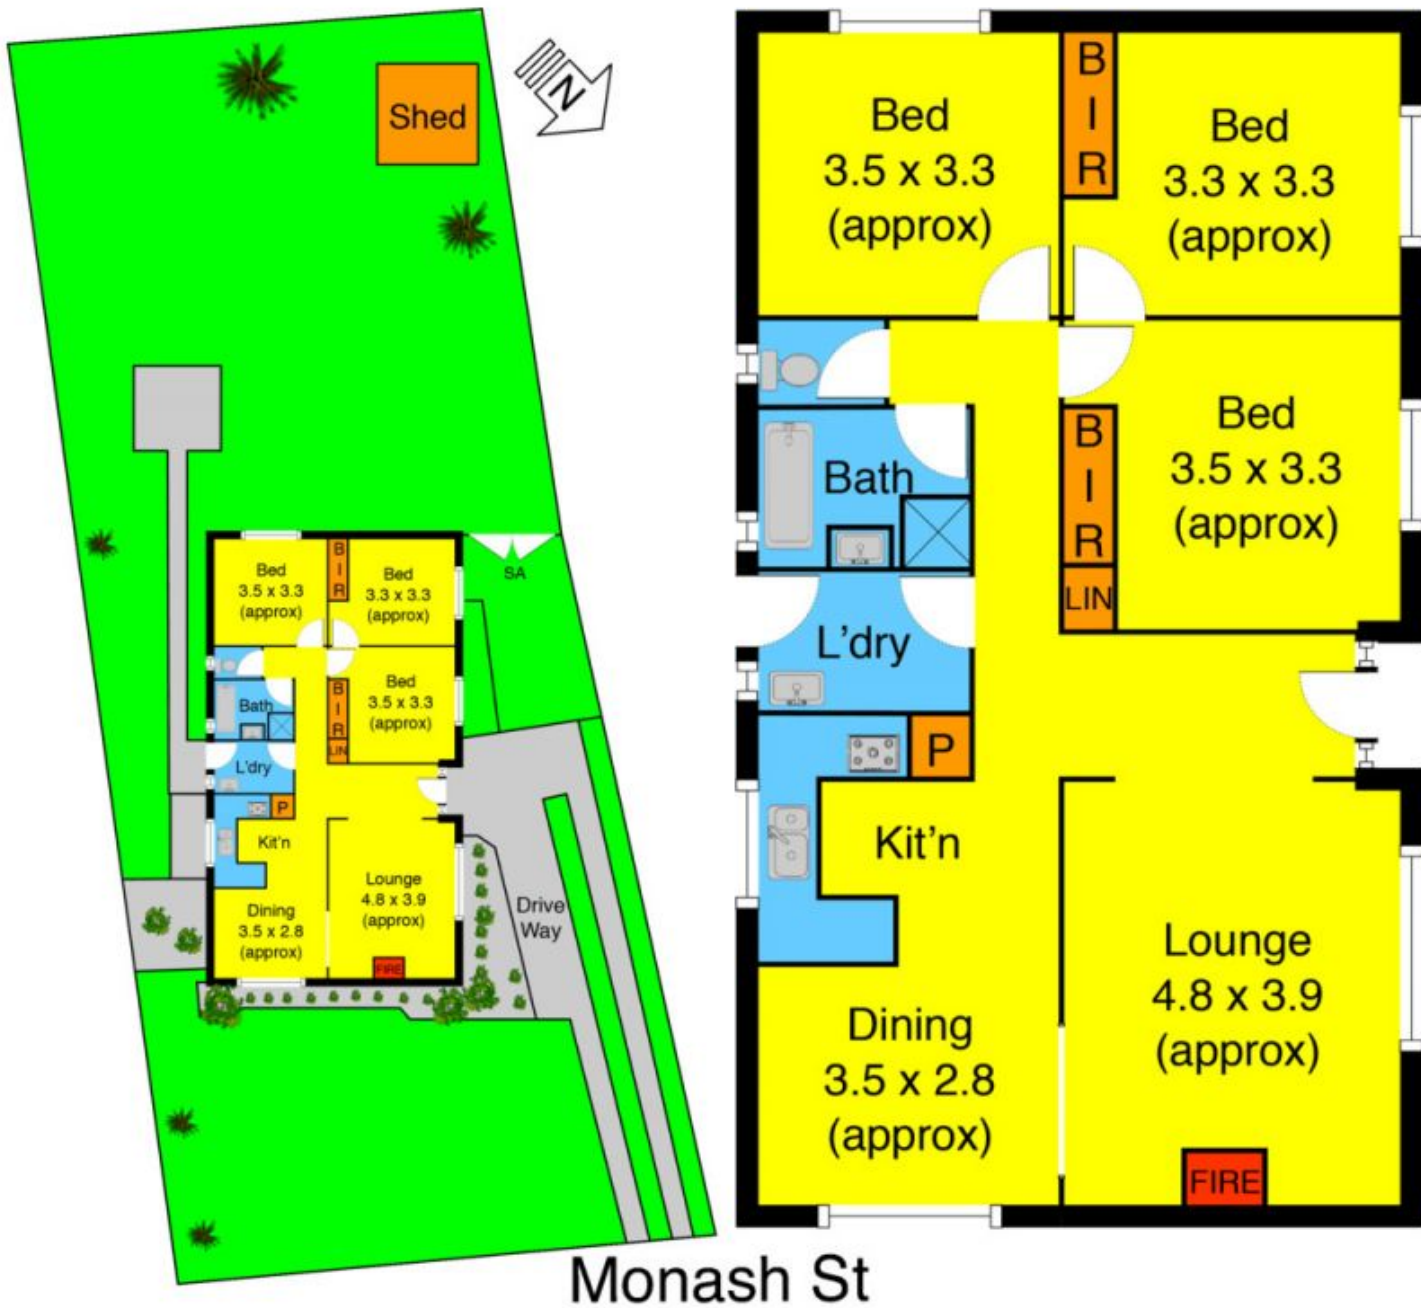 Shed
N
SA
Bed
3.5 x 3.3
(approx)
B
I
R
Bed
3.3 x 3.3
(approx)
Bed
3.5 x 3.3
(approx)
B
I
R
LIN
Bath
L'dry
P
Kit'n
Lounge
4.8 x 3.9
(approx)
Dining
3.5 x 2.8
(approx)
FIRE
Drive
Way
Bed
3.5 x 3.3
(approx)
B
I
R
Bed
3.3 x 3.3
(approx)
Bed
3.5 x 3.3
(approx)
B
I
R
LIN
Bath
L'dry
P
Kit'n
Lounge
4.8 x 3.9
(approx)
Dining
3.5 x 2.8
(approx)
FIRE
Monash St